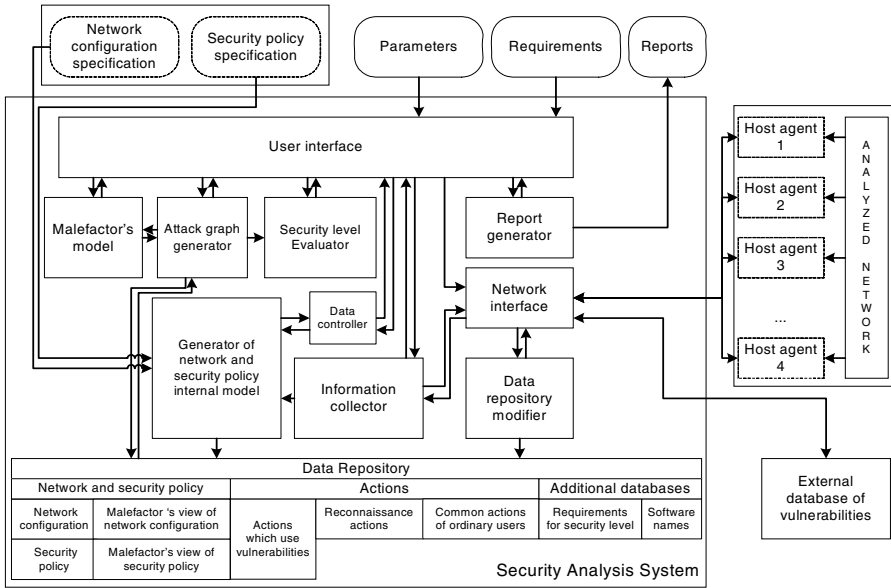 Network
configuration
specification
Security policy
specification
Parameters
Requirements
Reports
User interface
Malefactor's
model
Attack graph
generator
Security level
Evaluator
Report
generator
Host agent
1
Host agent
2
Host agent
3
...
Host agent
4
ANALYZED NETWORK
Network
interface
Data
controller
Generator of
network and
security policy
internal model
Information
collector
Data
repository
modifier
Data Repository
Network and security policy
Actions
Additional databases
Network
configuration
Malefactor 's view of
network configuration
Security
policy
Malefactor's view of
security policy
Actions
which use
vulnerabilities
Reconnaissance
actions
Common actions
of ordinary users
Requirements
for security level
Software
names
External
database of
vulnerabilities
Security Analysis System